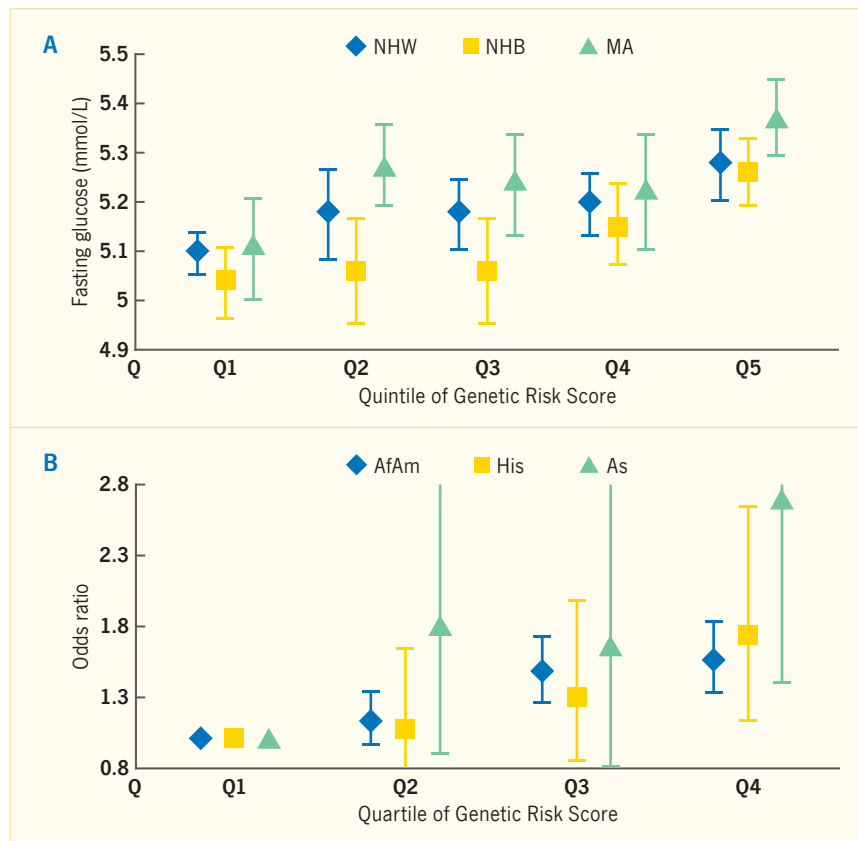 A
NHW NHB MA
Fasting glucose (mmol/L)
5.5
5.4
5.3
5.2
5.1
5
4.9
Q Q1 Q2 Q3 Q4 Q5
Quintile of Genetic Risk Score
B
AfAm His As
Odds ratio
2.8
2.3
1.8
1.3
0.8
Q Q1 Q2 Q3 Q4
Quartile of Genetic Risk Score